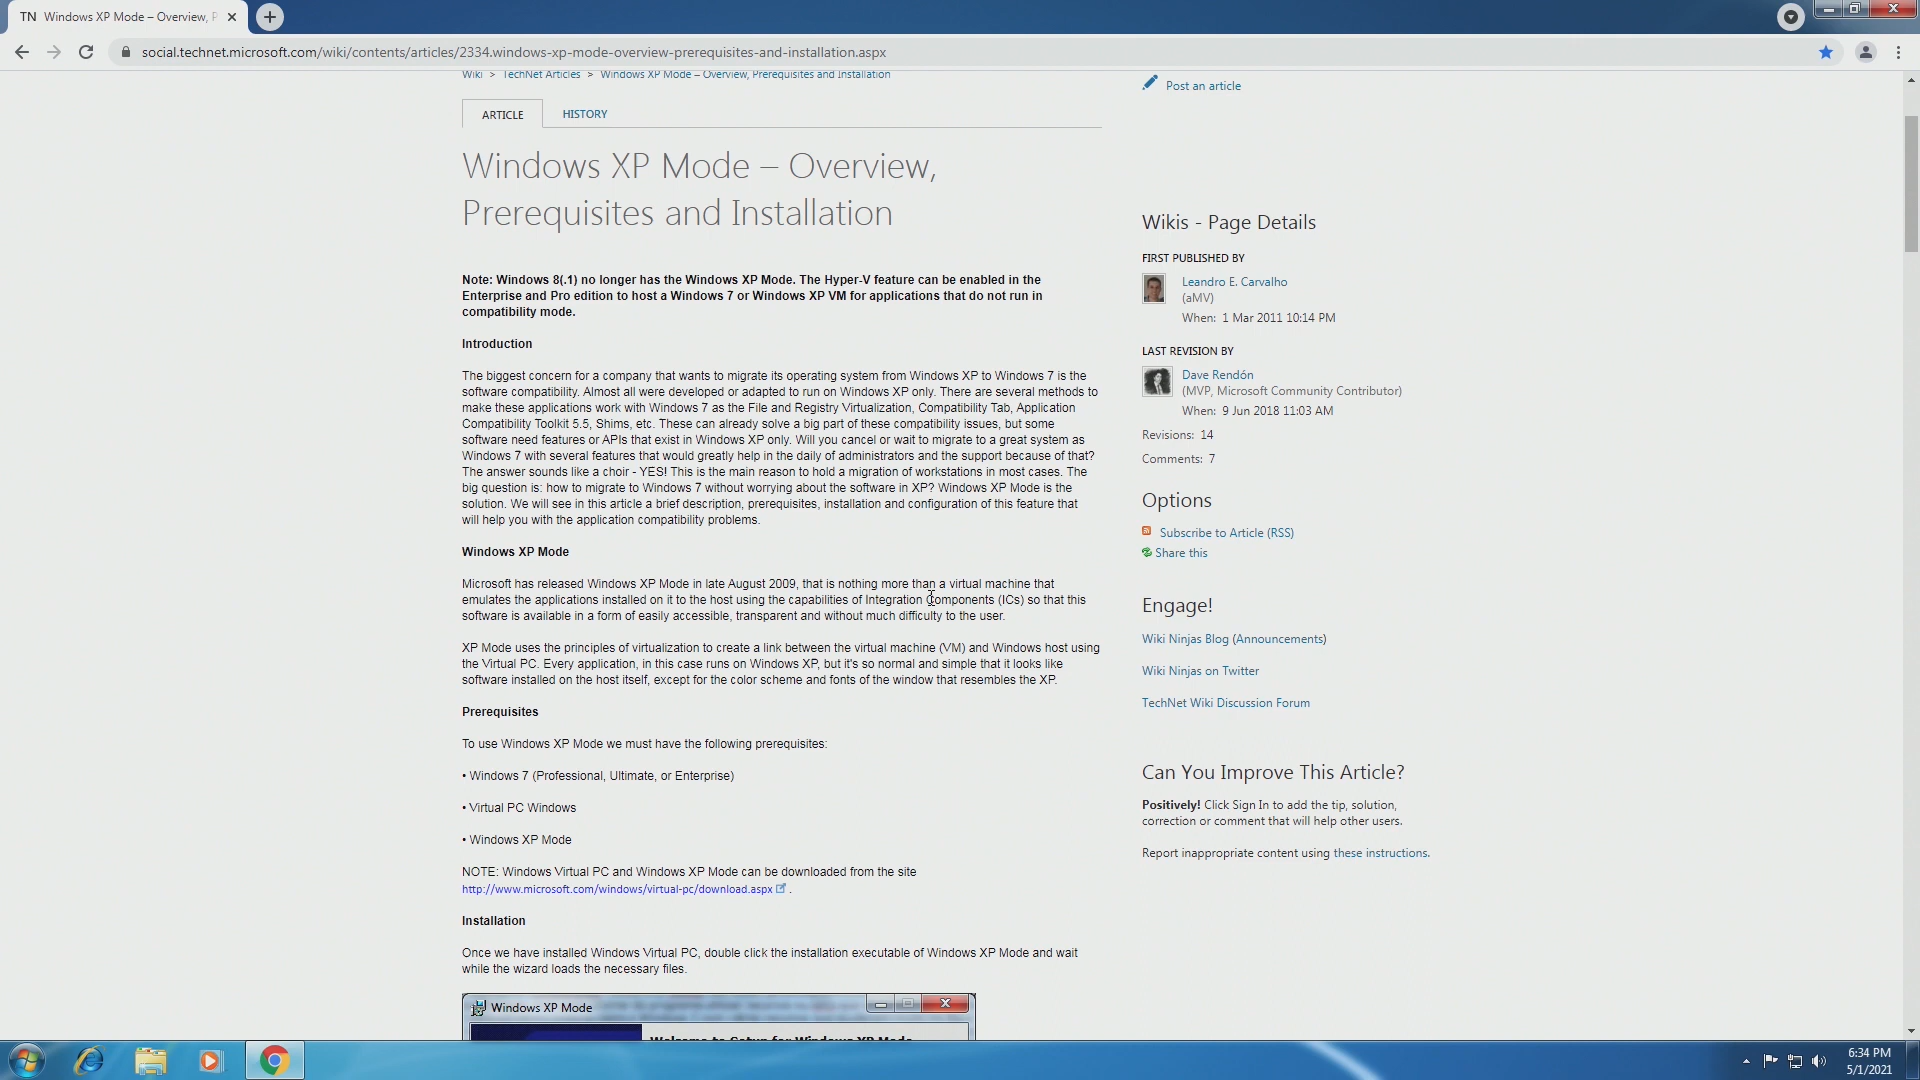 TN Windows XP Mode – Overview, P
social.technet.microsoft.com/wiki/contents/articles/2334.windows-xp-mode-overview-prerequisites-and-installation.aspx
Wiki > TechNet Articles > Windows XP Mode – Overview, Prerequisites and Installation
Post an article
ARTICLE HISTORY
Windows XP Mode – Overview,
Prerequisites and Installation
Note: Windows 8(.1) no longer has the Windows XP Mode. The Hyper-V feature can be enabled in the
Enterprise and Pro edition to host a Windows 7 or Windows XP VM for applications that do not run in
compatibility mode.
Introduction
The biggest concern for a company that wants to migrate its operating system from Windows XP to Windows 7 is the
software compatibility. Almost all were developed or adapted to run on Windows XP only. There are several methods to
make these applications work with Windows 7 as the File and Registry Virtualization, Compatibility Tab, Application
Compatibility Toolkit 5.5, Shims, etc. These can already solve a big part of these compatibility issues, but some
software need features or APIs that exist in Windows XP only. Will you cancel or wait to migrate to a great system as
Windows 7 with several features that would greatly help in the daily of administrators and the support because of that?
The answer sounds like a choir - YES! This is the main reason to hold a migration of workstations in most cases. The
big question is: how to migrate to Windows 7 without worrying about the software in XP? Windows XP Mode is the
solution. We will see in this article a brief description, prerequisites, installation and configuration of this feature that
will help you with the application compatibility problems.
Windows XP Mode
Microsoft has released Windows XP Mode in late August 2009, that is nothing more than a virtual machine that
emulates the applications installed on it to the host using the capabilities of Integration Components (ICs) so that this
software is available in a form of easily accessible, transparent and without much difficulty to the user.
XP Mode uses the principles of virtualization to create a link between the virtual machine (VM) and Windows host using
the Virtual PC. Every application, in this case runs on Windows XP, but it's so normal and simple that it looks like
software installed on the host itself, except for the color scheme and fonts of the window that resembles the XP.
Prerequisites
To use Windows XP Mode we must have the following prerequisites:
• Windows 7 (Professional, Ultimate, or Enterprise)
• Virtual PC Windows
• Windows XP Mode
NOTE: Windows Virtual PC and Windows XP Mode can be downloaded from the site
http://www.microsoft.com/windows/virtual-pc/download.aspx .
Installation
Once we have installed Windows Virtual PC, double click the installation executable of Windows XP Mode and wait
while the wizard loads the necessary files.
Windows XP Mode
Welcome to Setup for Windows XP Mode
Wikis - Page Details
FIRST PUBLISHED BY
Leandro E. Carvalho
(aMV)
When: 1 Mar 2011 10:14 PM
LAST REVISION BY
Dave Rendón
(MVP, Microsoft Community Contributor)
When: 9 Jun 2018 11:03 AM
Revisions: 14
Comments: 7
Options
Subscribe to Article (RSS)
Share this
Engage!
Wiki Ninjas Blog (Announcements)
Wiki Ninjas on Twitter
TechNet Wiki Discussion Forum
Can You Improve This Article?
Positively! Click Sign In to add the tip, solution,
correction or comment that will help other users.
Report inappropriate content using these instructions.
6:34 PM
5/1/2021